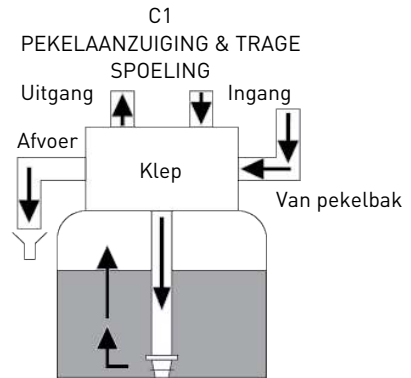 C1
PEKELAANZUIGING & TRAGE
SPOELING
Uitgang
Ingang
Afvoer
Klep
Van pekelbak